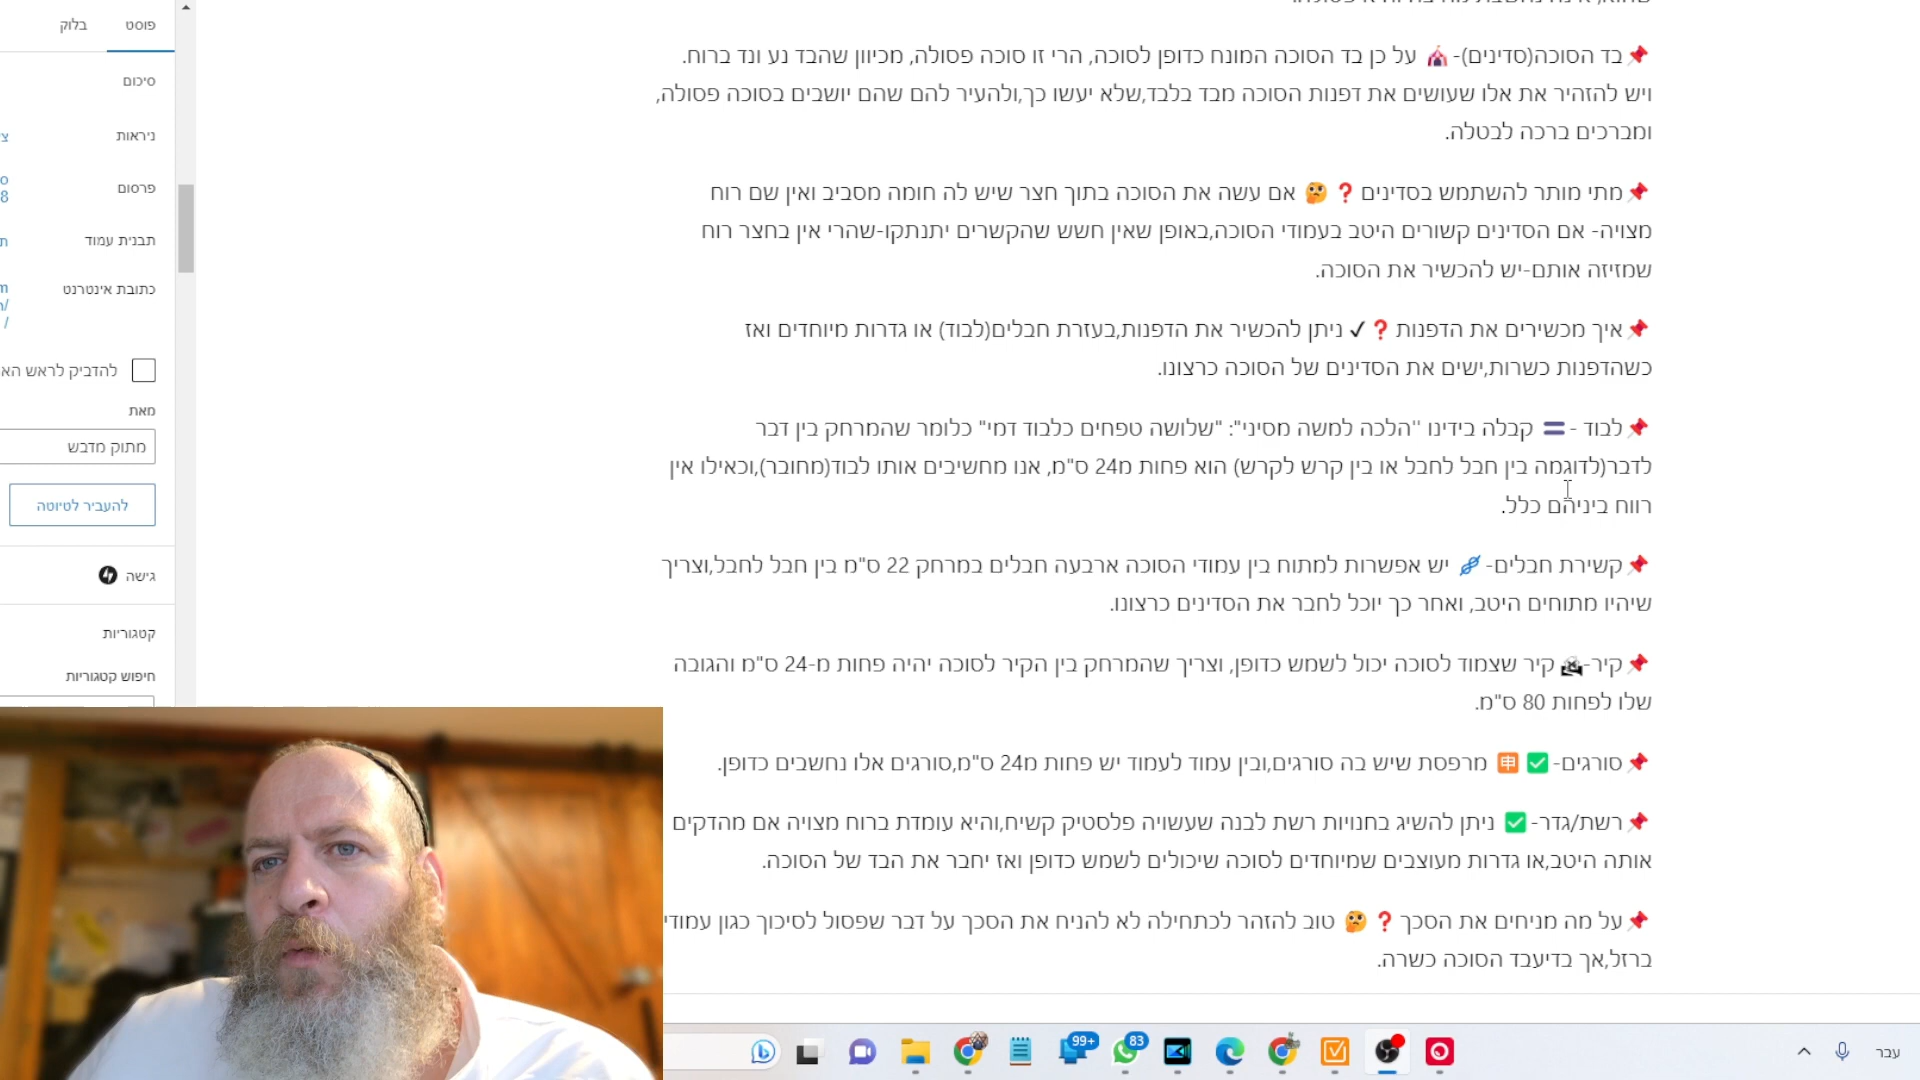 📌בד הסוכה(סדינים)-🎪 על כן בד הסוכה המונח כדופן לסוכה, הרי זו סוכה פסולה, מכיוון שהבד נע ונד ברוח.
ויש להזהיר את אלו שעושים את דפנות הסוכה מבד בלבד,שלא יעשו כך,ולהעיר להם שהם יושבים בסוכה פסולה,
ומברכים ברכה לבטלה.
📌מתי מותר להשתמש בסדינים❓🤔 אם עשה את הסוכה בתוך חצר שיש לה חומה מסביב ואין שם רוח
מצויה- אם הסדינים קשורים היטב בעמודי הסוכה,באופן שאין חשש שהקשרים יתנתקו-שהרי אין בחצר רוח
שמזיזה אותם-יש להכשיר את הסוכה.
📌איך מכשירים את הדפנות❓✓ ניתן להכשיר את הדפנות,בעזרת חבלים(לבוד) או גדרות מיוחדים ואז
כשהדפנות כשרות,ישים את הסדינים של הסוכה כרצונו.
📌לבוד -🟰 קבלה בידינו ''הלכה למשה מסיני": "שלושה טפחים כלבוד דמי" כלומר שהמרחק בין דבר
לדבר(לדוגמה בין חבל לחבל או בין קרש לקרש) הוא פחות מ24 ס"מ, אנו מחשיבים אותו לבוד(מחובר),וכאילו אין
רווח ביניהם כלל.
📌קשירת חבלים-🪢 יש אפשרות למתוח בין עמודי הסוכה ארבעה חבלים במרחק 22 ס"מ בין חבל לחבל,וצריך
שיהיו מתוחים היטב, ואחר כך יוכל לחבר את הסדינים כרצונו.
📌קיר- קיר שצמוד לסוכה יכול לשמש כדופן, וצריך שהמרחק בין הקיר לסוכה יהיה פחות מ-24 ס"מ והגובה
שלו לפחות 80 ס"מ.
📌סורגים-✅🈸 מרפסת שיש בה סורגים,ובין עמוד לעמוד יש פחות מ24 ס"מ,סורגים אלו נחשבים כדופן.
📌רשת/גדר-✅ ניתן להשיג בחנויות רשת לבנה שעשויה פלסטיק קשיח,והיא עומדת ברוח מצויה אם מהדקים
אותה היטב,או גדרות מעוצבים שמיוחדים לסוכה שיכולים לשמש כדופן ואז יחבר את הבד של הסוכה.
📌על מה מניחים את הסכך❓🤔 טוב להזהר לכתחילה לא להניח את הסכך על דבר שפסול לסיכוך כגון עמודי
ברזל,אך בדיעבד הסוכה כשרה.
פוסט
בלוק
סיכום
ניראות
פרסום
8
תבנית עמוד
כתובת אינטרנט
m
/
להדביק לראש הא
מאת
מתוק מדבש
להעביר לטיוטה
גישה
קטגוריות
חיפוש קטגוריות
99+
83
עבר